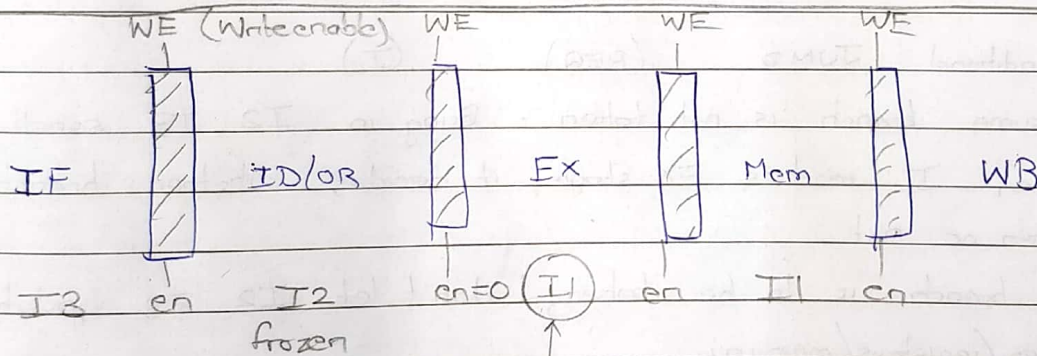 WE (Write enable) WE WE WE
IF ID/OR EX Mem WB
I3 en I2 en=0 I1 en I1 en
frozen